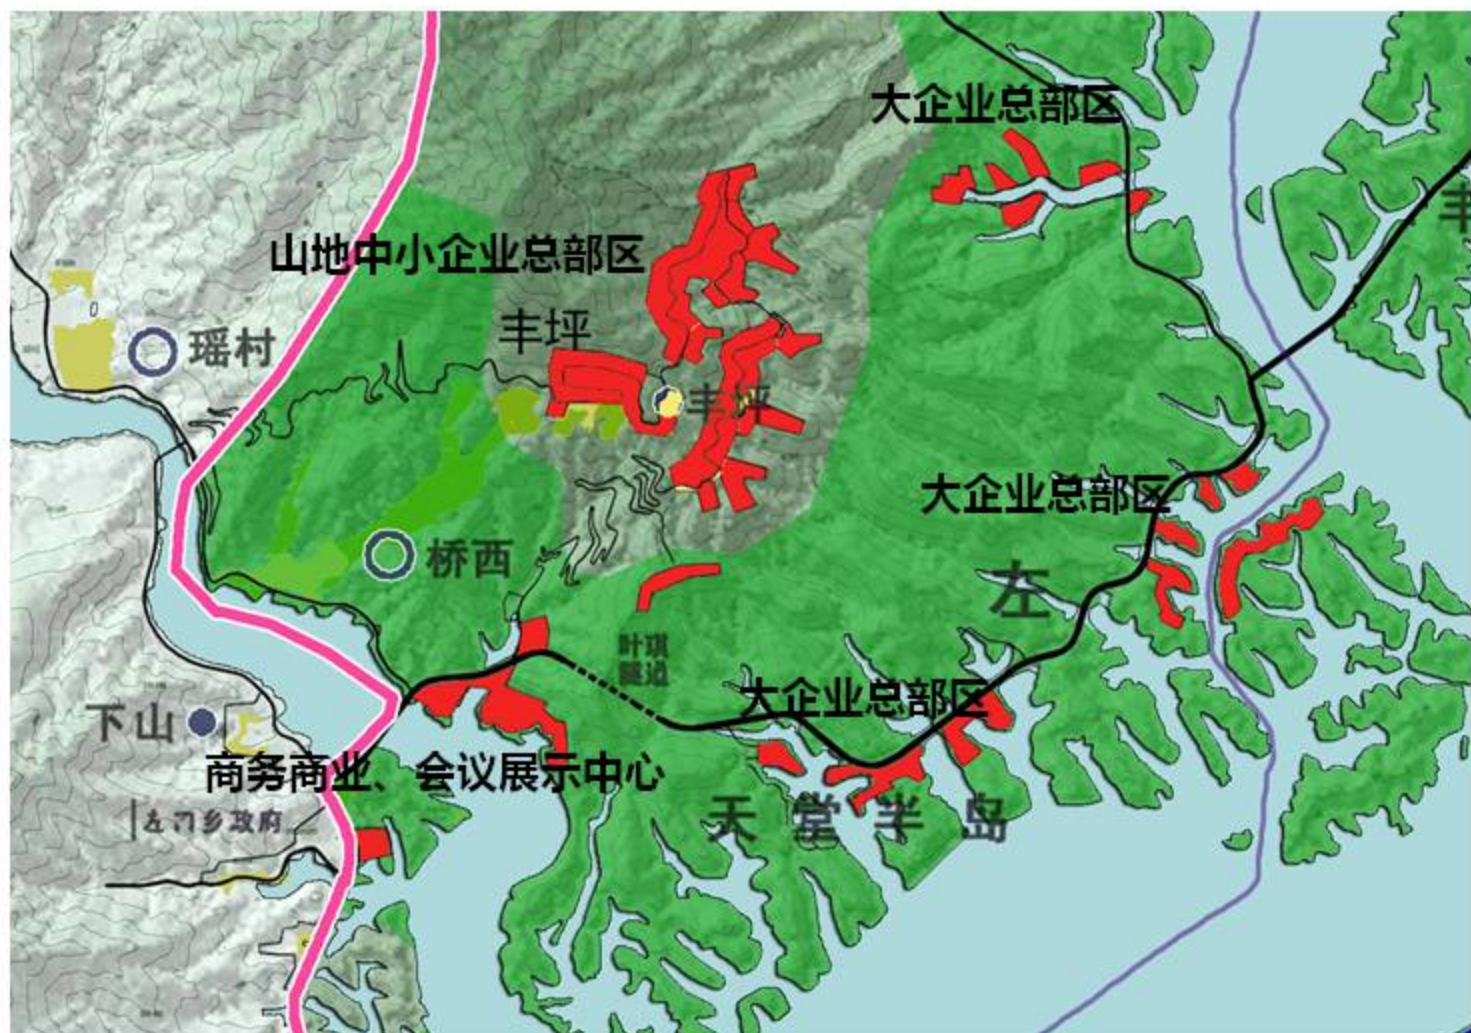 大企业总部区
丰
山地中小企业总部区
丰坪
瑶村
丰坪
大企业总部区
桥西
左
叶琪
隧道
大企业总部区
下山
商务商业、会议展示中心
天堂半岛
左口乡政府